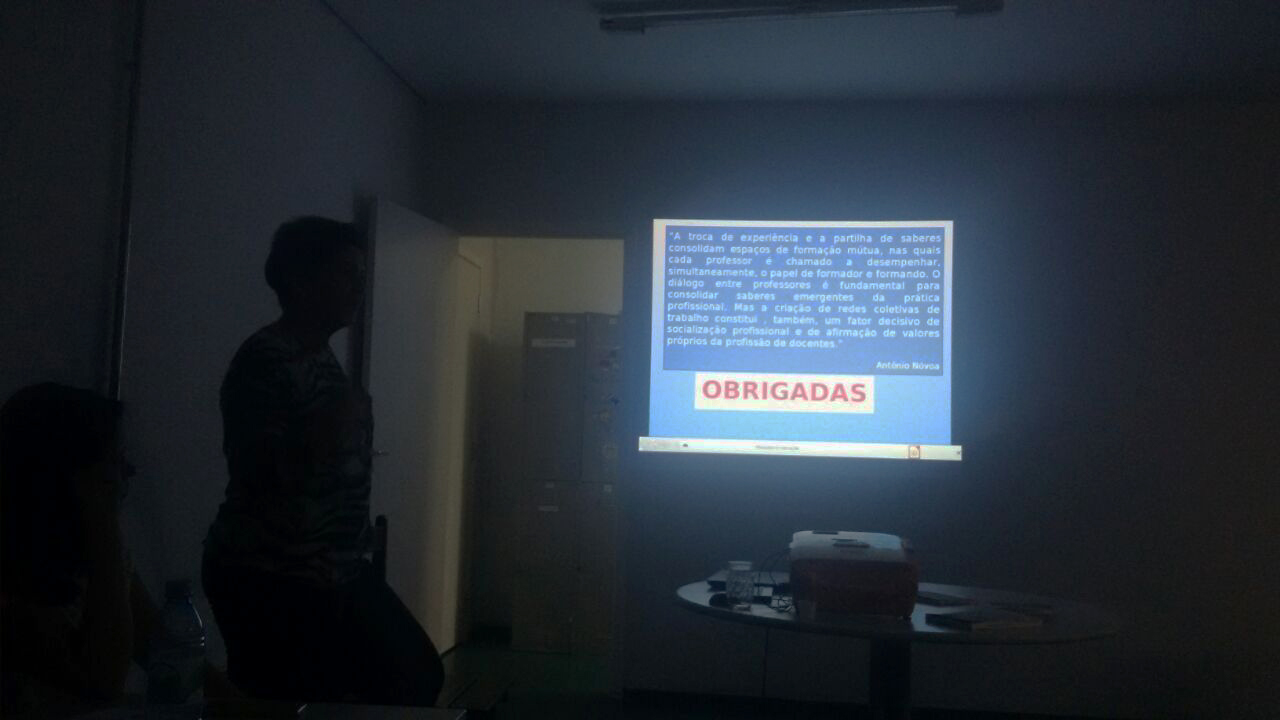 "A troca de experiência e a partilha de saberes
consolidam espaços de formação mútua, nas quais
cada professor é chamado a desempenhar,
simultaneamente, o papel de formador e formando. O
diálogo entre professores é fundamental para
consolidar saberes emergentes da prática
profissional. Mas a criação de redes coletivas de
trabalho constitui , também, um fator decisivo de
socialização profissional e de afirmação de valores
próprios da profissão de docentes."
António Nóvoa
OBRIGADAS